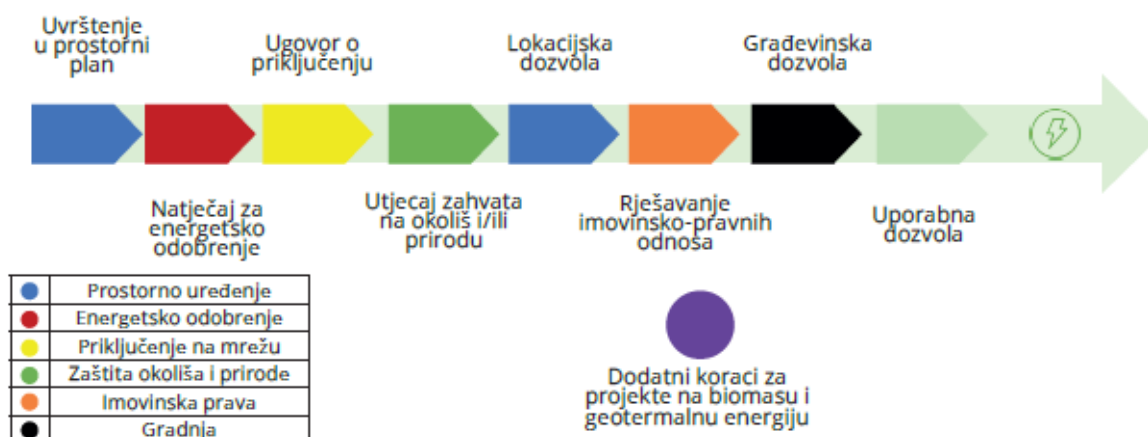 Uvrštenje
u prostorni
plan
Ugovor o
priključenju
Lokacijska
dozvola
Građevinska
dozvola
Natječaj za
energetsko
odobrenje
Utjecaj zahvata
na okoliš i/ili
prirodu
Rješavanje
imovinsko-pravnih
odnosa
Uporabna
dozvola
Prostorno uređenje
Energetsko odobrenje
Priključenje na mrežu
Zaštita okoliša i prirode
Imovinska prava
Gradnja
Dodatni koraci za
projekte na biomasu i
geotermalnu energiju